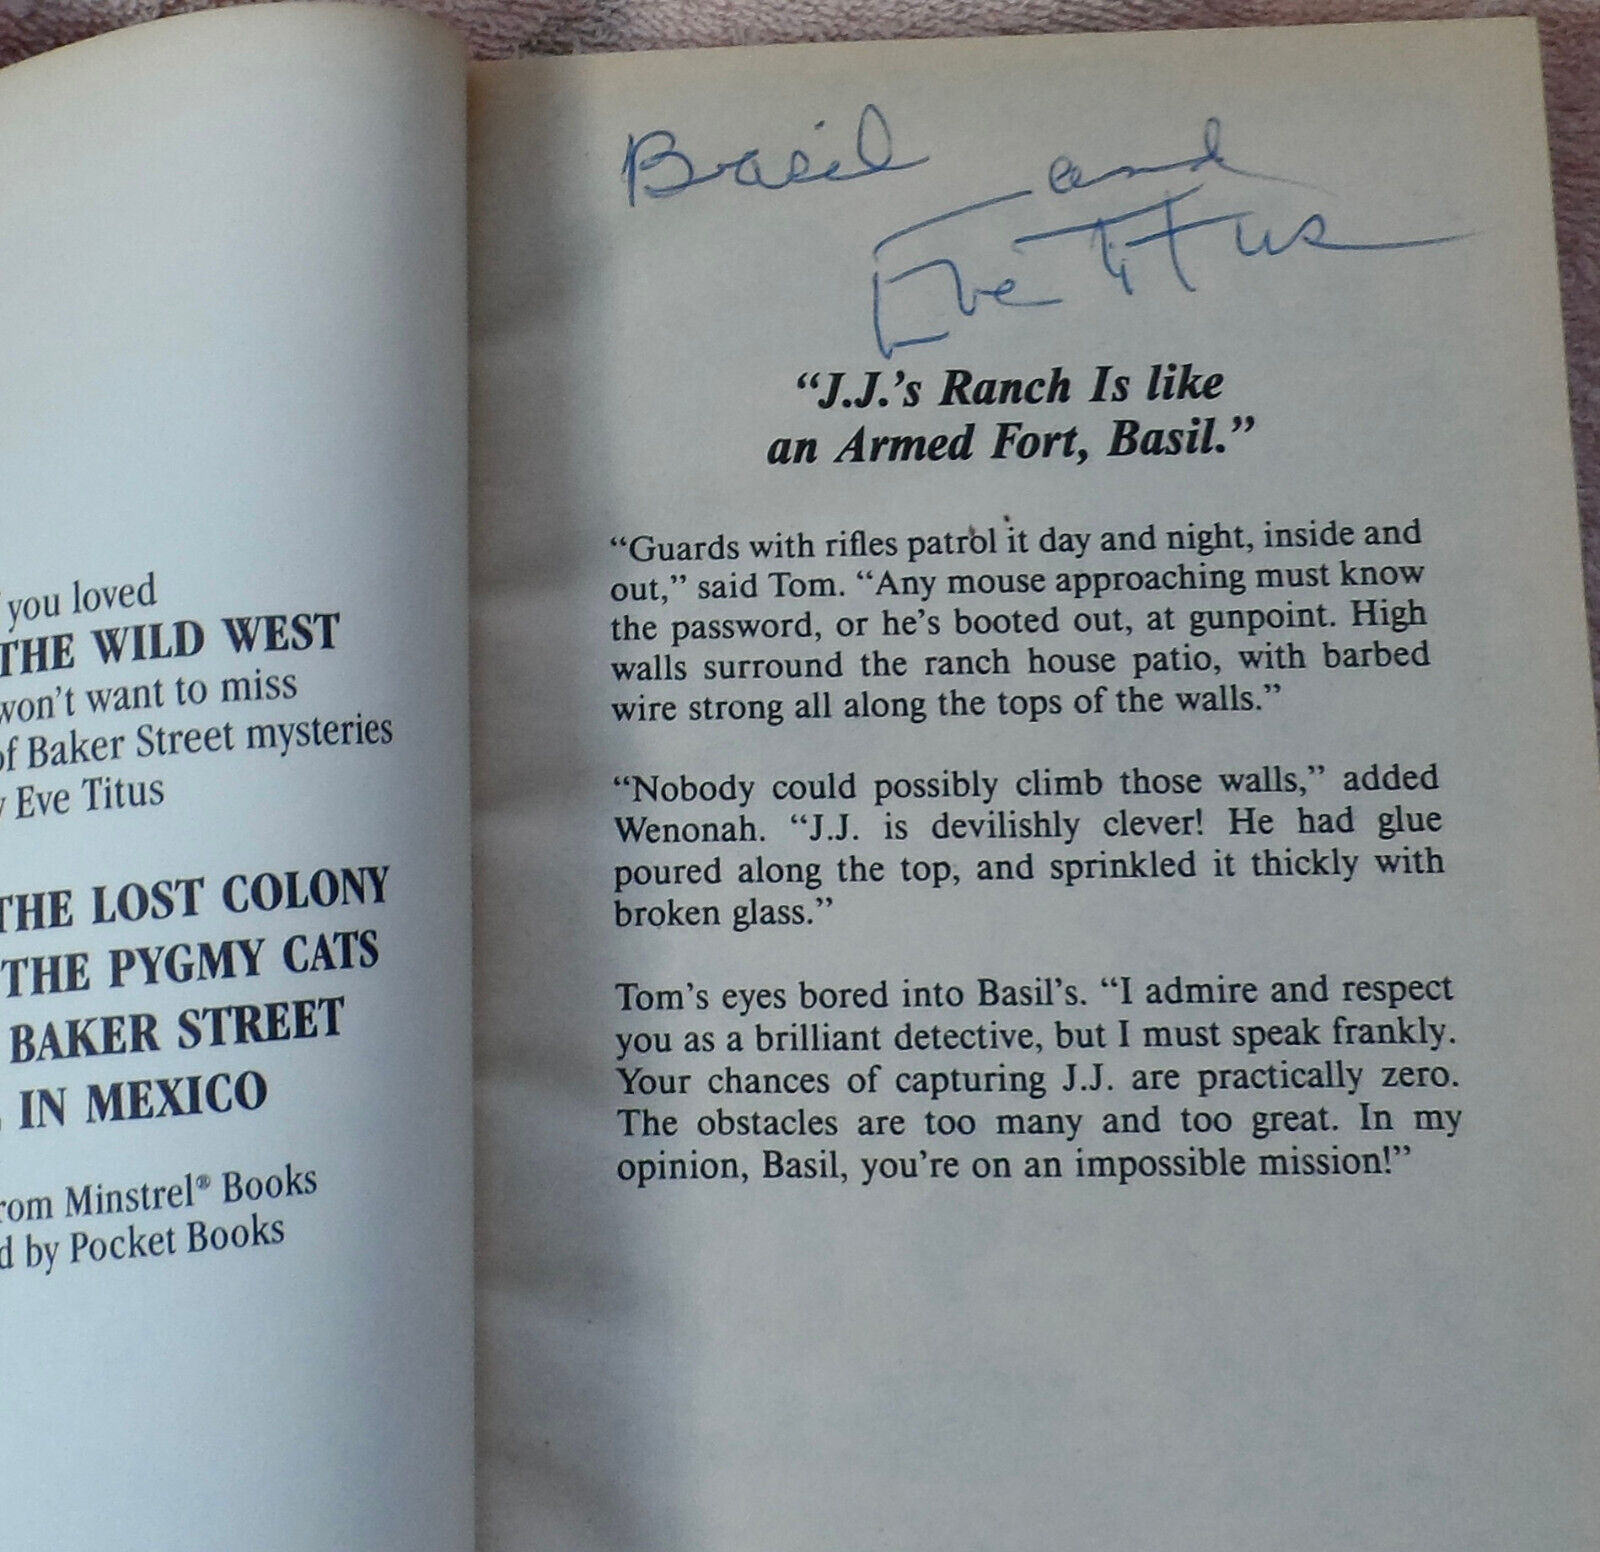 you loved
THE WILD WEST
won't want to miss
of Baker Street mysteries
Eve Titus
THE LOST COLONY
THE PYGMY CATS
BAKER STREET
IN MEXICO
rom Minstrel® Books
d by Pocket Books
Basil and
Eve Titus
“J.J.’s Ranch Is like
an Armed Fort, Basil.”
“Guards with rifles patrol it day and night, inside and
out,” said Tom. “Any mouse approaching must know
the password, or he’s booted out, at gunpoint. High
walls surround the ranch house patio, with barbed
wire strong all along the tops of the walls.”
“Nobody could possibly climb those walls,” added
Wenonah. “J.J. is devilishly clever! He had glue
poured along the top, and sprinkled it thickly with
broken glass.”
Tom’s eyes bored into Basil’s. “I admire and respect
you as a brilliant detective, but I must speak frankly.
Your chances of capturing J.J. are practically zero.
The obstacles are too many and too great. In my
opinion, Basil, you’re on an impossible mission!”